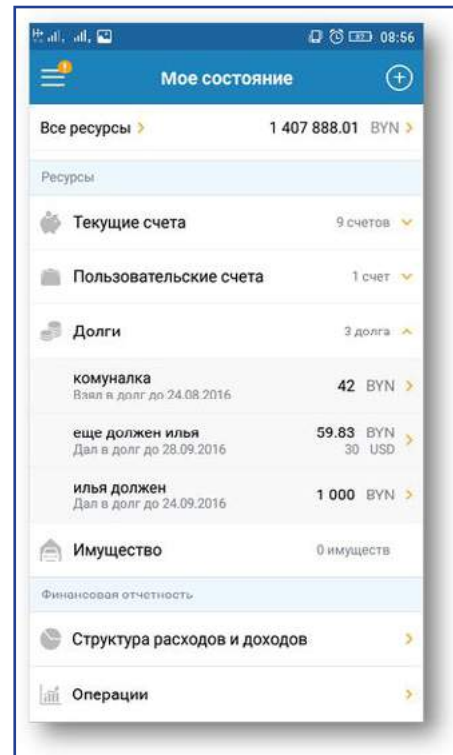 08:56
Мое состояние
Все ресурсы > 1 407 888.01 BYN >
Ресурсы
Текущие счета 9 счетов
Пользовательские счета 1 счет
Долги 3 долга
комуналка 42 BYN >
Взял в долг до 24.08.2016
еще должен илья 59.83 BYN >
Дал в долг до 28.09.2016 30 USD
илья должен 1 000 BYN >
Дал в долг до 24.09.2016
Имущество 0 имуществ
Финансовая отчетность
Структура расходов и доходов >
Операции >